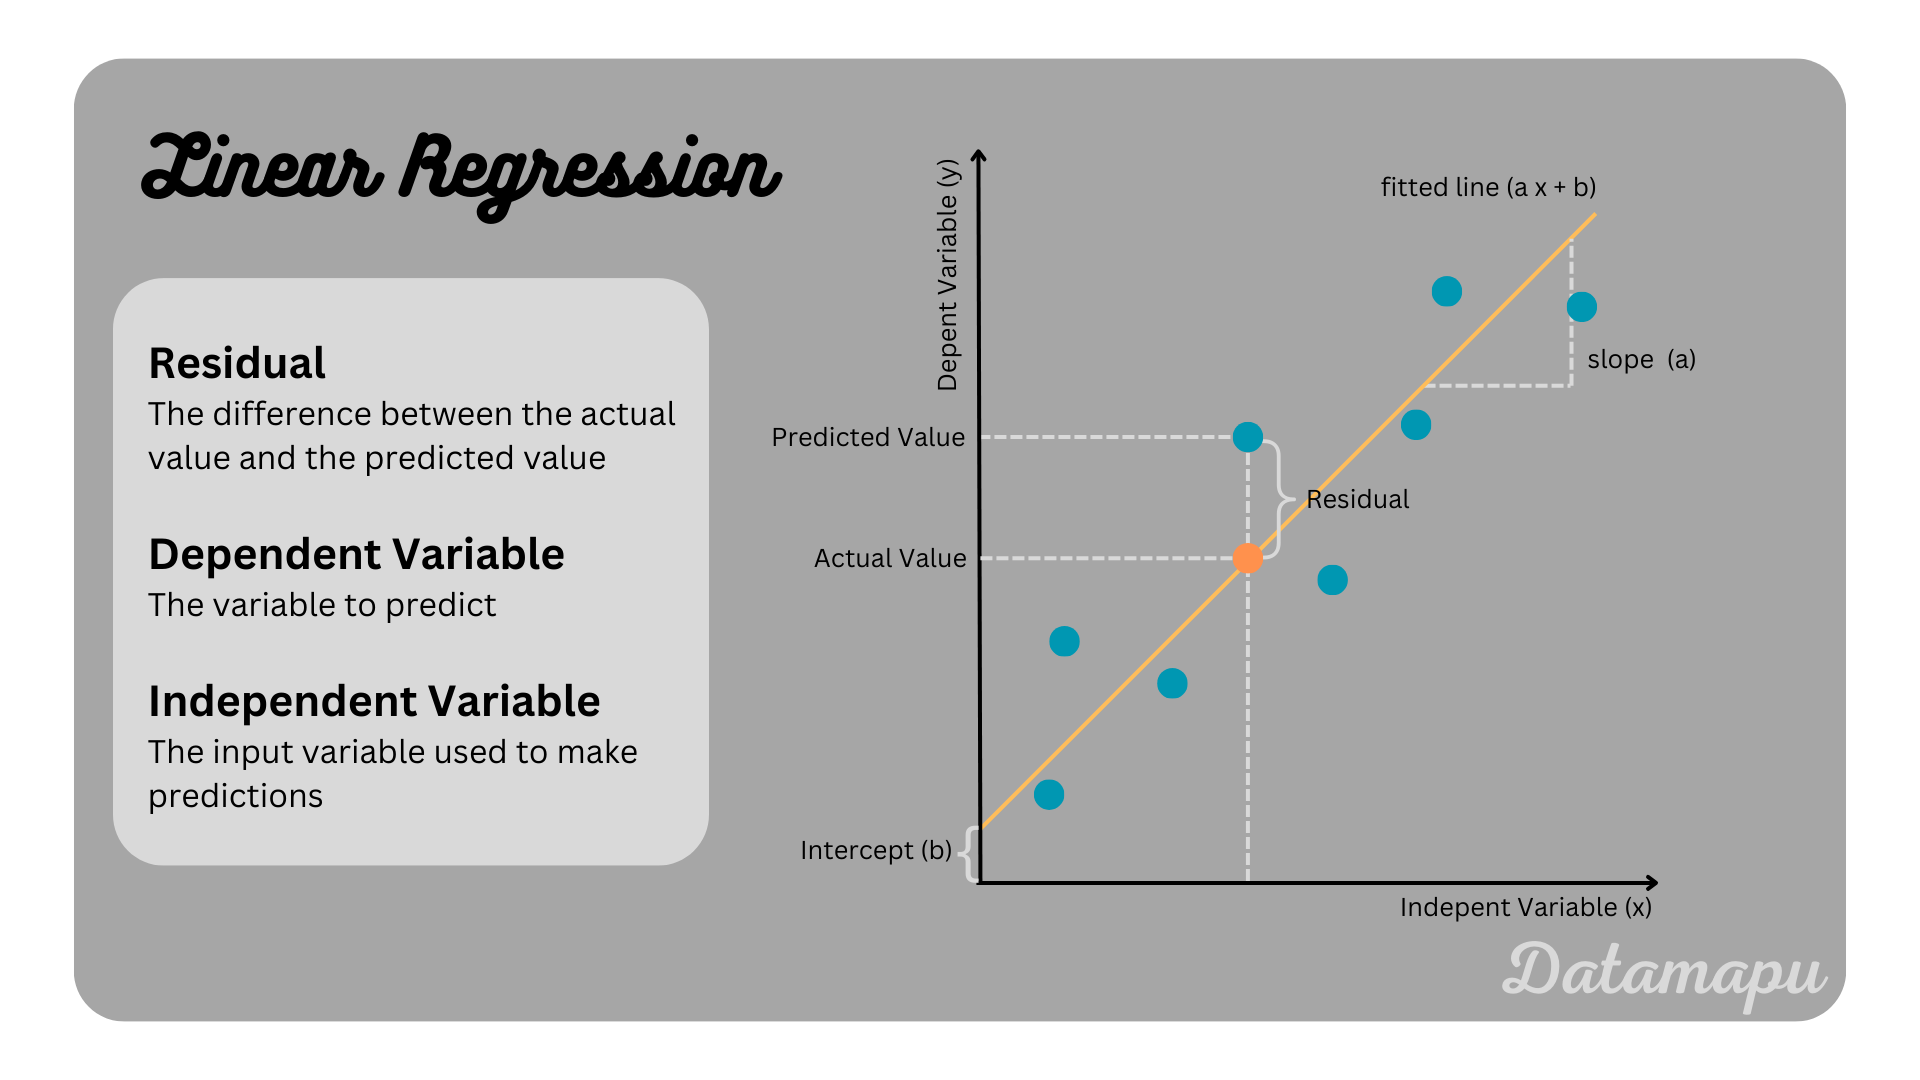 Linear Regression
Residual
The difference between the actual
value and the predicted value
Dependent Variable
The variable to predict
Independent Variable
The input variable used to make
predictions
Depent Variable (y)
fitted line (a x + b)
slope (a)
Predicted Value
Residual
Actual Value
Intercept (b)
Indepent Variable (x)
Datamapu